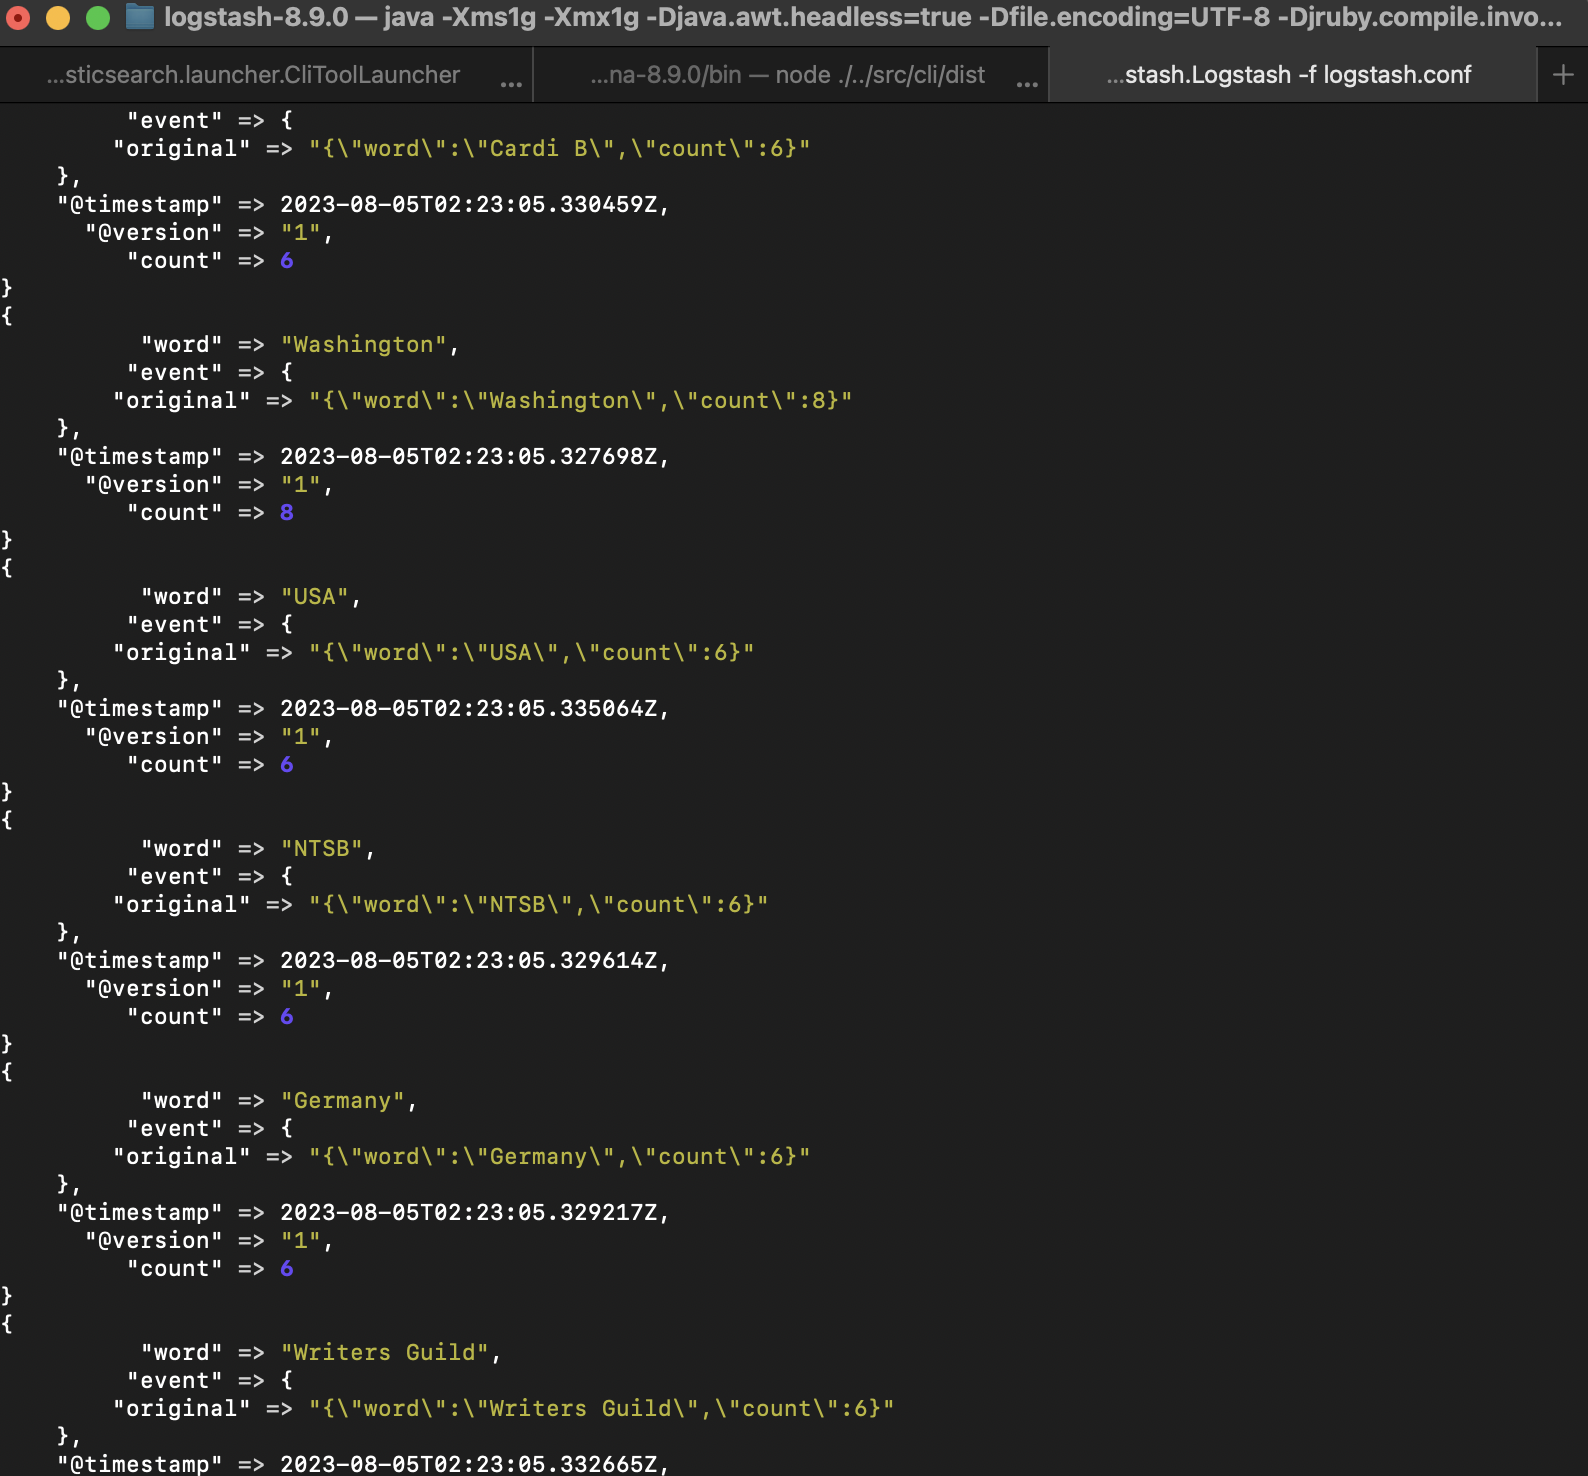 logstash-8.9.0 — java -Xms1g -Xmx1g -Djava.awt.headless=true -Dfile.encoding=UTF-8 -Djruby.compile.invo...
...sticsearch.launcher.CliToolLauncher ... ...na-8.9.0/bin — node ./../src/cli/dist ... ...stash.Logstash -f logstash.conf +
"event" => {
"original" => "{\"word\":\"Cardi B\",\"count\":6}"
},
"@timestamp" => 2023-08-05T02:23:05.330459Z,
"@version" => "1",
"count" => 6
}
{
"word" => "Washington",
"event" => {
"original" => "{\"word\":\"Washington\",\"count\":8}"
},
"@timestamp" => 2023-08-05T02:23:05.327698Z,
"@version" => "1",
"count" => 8
}
{
"word" => "USA",
"event" => {
"original" => "{\"word\":\"USA\",\"count\":6}"
},
"@timestamp" => 2023-08-05T02:23:05.335064Z,
"@version" => "1",
"count" => 6
}
{
"word" => "NTSB",
"event" => {
"original" => "{\"word\":\"NTSB\",\"count\":6}"
},
"@timestamp" => 2023-08-05T02:23:05.329614Z,
"@version" => "1",
"count" => 6
}
{
"word" => "Germany",
"event" => {
"original" => "{\"word\":\"Germany\",\"count\":6}"
},
"@timestamp" => 2023-08-05T02:23:05.329217Z,
"@version" => "1",
"count" => 6
}
{
"word" => "Writers Guild",
"event" => {
"original" => "{\"word\":\"Writers Guild\",\"count\":6}"
},
"@timestamp" => 2023-08-05T02:23:05.332665Z,